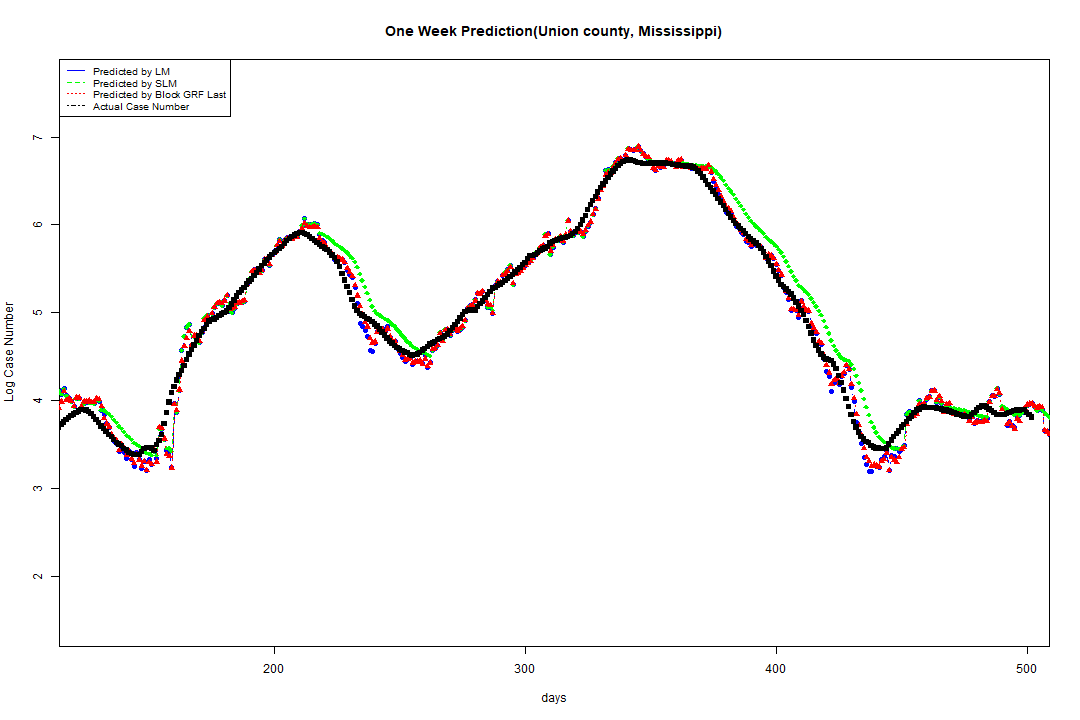 One Week Prediction(Union county, Mississippi)
Predicted by LM
Predicted by SLM
Predicted by Block GRF Last
Actual Case Number
7
6
5
4
3
2
Log Case Number
200 300 400 500
days